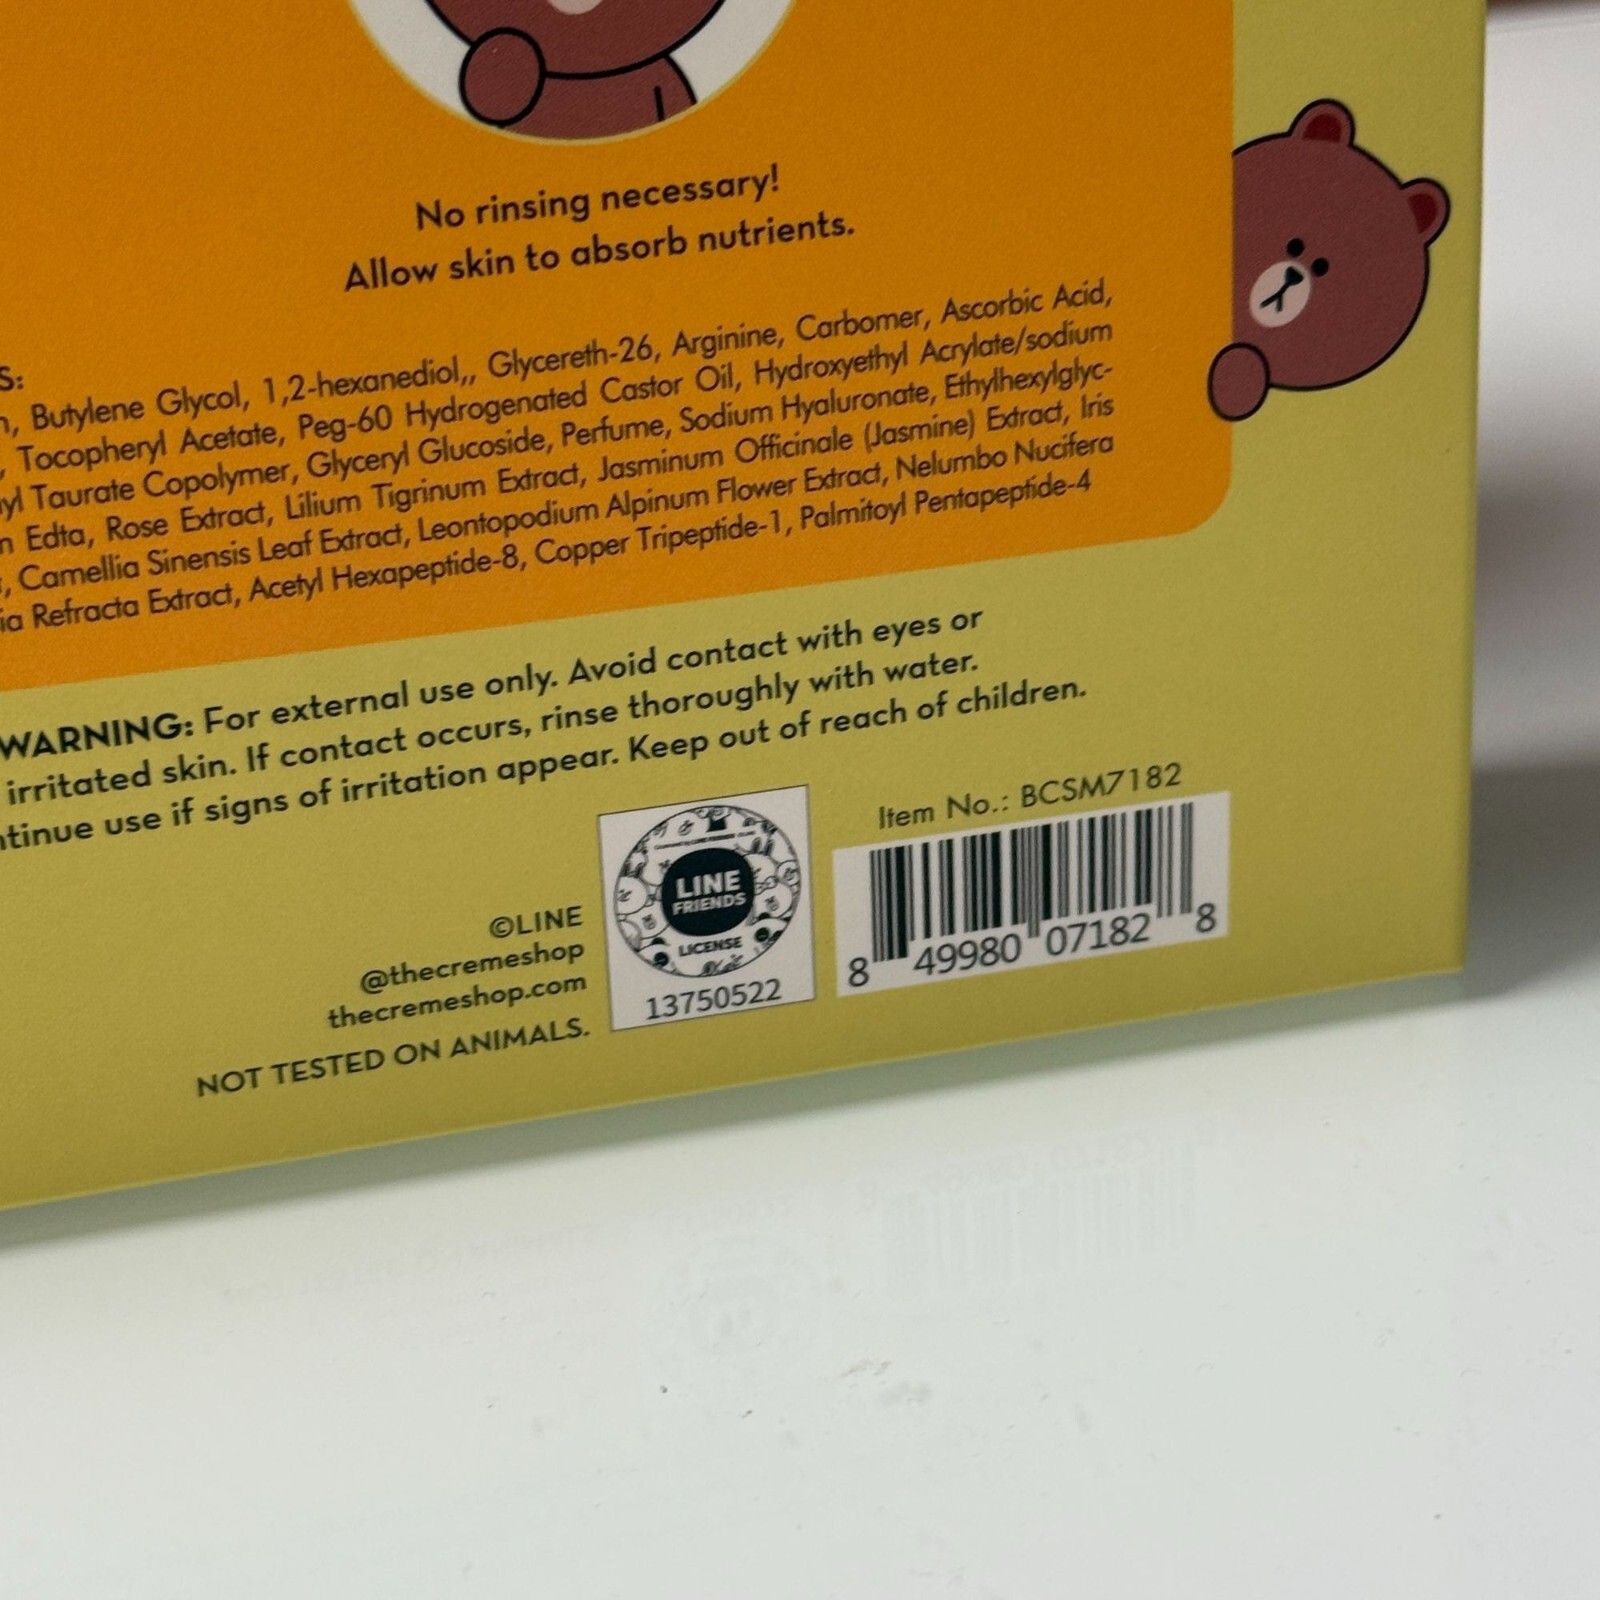 No rinsing necessary!
Allow skin to absorb nutrients.
S:
, Butylene Glycol, 1,2-hexanediol,, Glycereth-26, Arginine, Carbomer, Ascorbic Acid,
, Tocopheryl Acetate, Peg-60 Hydrogenated Castor Oil, Hydroxyethyl Acrylate/sodium
yl Taurate Copolymer, Glyceryl Glucoside, Perfume, Sodium Hyaluronate, Ethylhexylglyc-
Edta, Rose Extract, Lilium Tigrinum Extract, Jasminum Officinale (Jasmine) Extract, Iris
, Camellia Sinensis Leaf Extract, Leontopodium Alpinum Flower Extract, Nelumbo Nucifera
ia Refracta Extract, Acetyl Hexapeptide-8, Copper Tripeptide-1, Palmitoyl Pentapeptide-4
WARNING: For external use only. Avoid contact with eyes or
irritated skin. If contact occurs, rinse thoroughly with water.
ntinue use if signs of irritation appear. Keep out of reach of children.
Item No.: BCSM7182
LINE
FRIENDS
LICENSE
13750522
8 49980 07182 8
©LINE
@thecremeshop
thecremeshop.com
NOT TESTED ON ANIMALS.